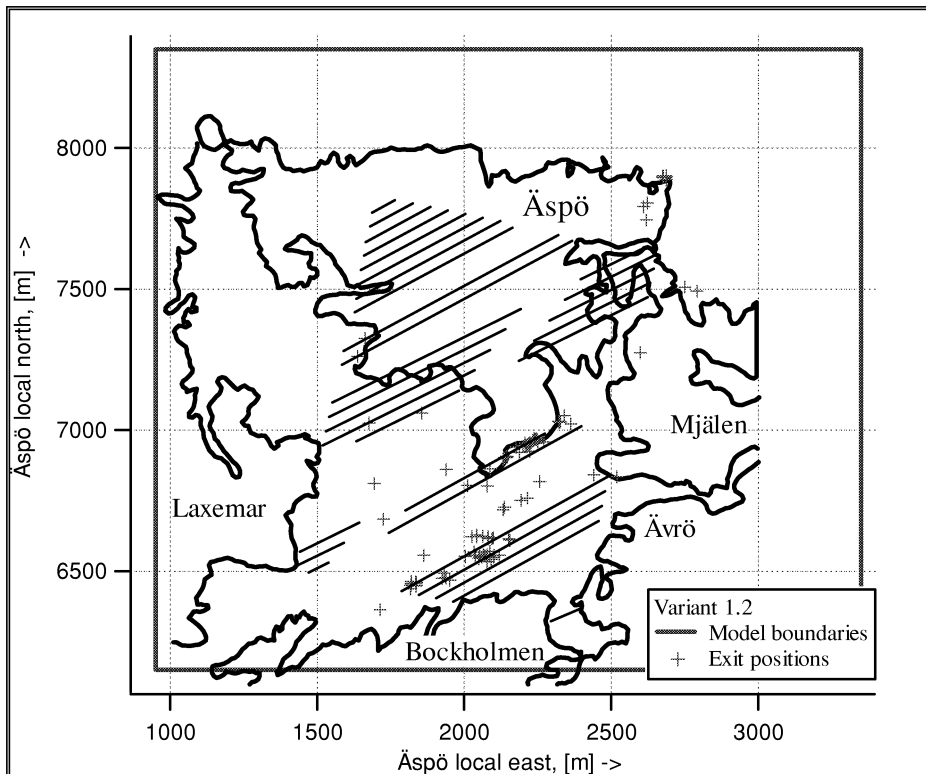 8000
7500
7000
6500
Äspö local north, [m] ->
Äspö
Mjälen
Laxemar
Ävrö
Bockholmen
Variant 1.2
Model boundaries
Exit positions
1000 1500 2000 2500 3000
Äspö local east, [m] ->